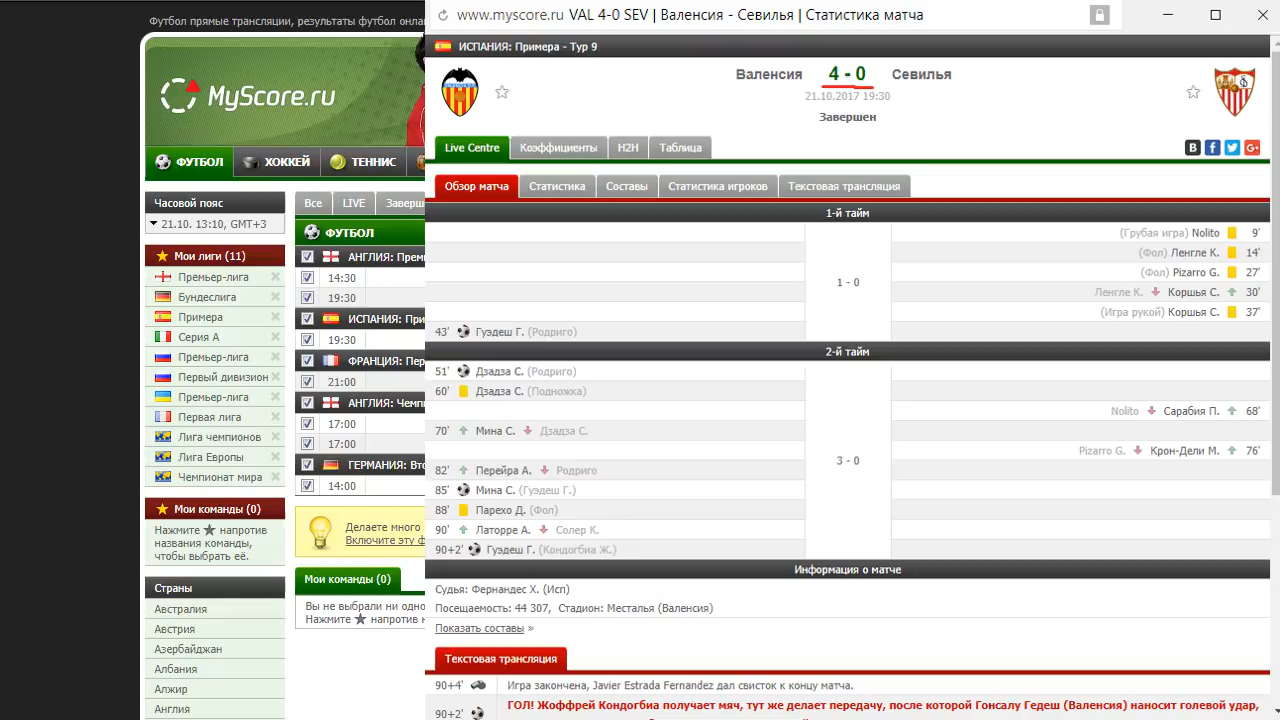 Футбол прямые трансляции, результаты футбол онла
MyScore.ru
ФУТБОЛ
ХОККЕЙ
ТЕННИС
Часовой пояс
21.10. 13:10, GMT+3
Мои лиги (11)
Премьер-лига
Бундеслига
Примера
Серия А
Премьер-лига
Первый дивизион
Премьер-лига
Первая лига
Лига чемпионов
Лига Европы
Чемпионат мира
Мои команды (0)
Нажмите напротив
названия команды,
чтобы выбрать её.
Страны
Австралия
Австрия
Азербайджан
Албания
Алжир
Англия
Все LIVE Заверш
ФУТБОЛ
АНГЛИЯ: Прем
14:30
19:30
ИСПАНИЯ: При
19:30
ФРАНЦИЯ: Пер
21:00
АНГЛИЯ: Чемп
17:00
17:00
ГЕРМАНИЯ: Вто
14:00
Делаете много
Включите эту ф
Мои команды (0)
Вы не выбрали ни одно
Нажмите напротив н
www.myscore.ru VAL 4-0 SEV | Валенсия - Севилья | Статистика матча
ИСПАНИЯ: Примера - Тур 9
Валенсия 4 - 0 Севилья
21.10.2017 19:30
Завершен
Live Centre Коэффициенты H2H Таблица
B f G+
Обзор матча Статистика Составы Статистика игроков Текстовая трансляция
1-й тайм
(Грубая игра) Nolito 9'
(Фол) Ленгле К. 14'
(Фол) Pizarro G. 27'
1 - 0
Ленгле К. Коршья С. 30'
(Игра рукой) Коршья С. 37'
43' Гуэдеш Г. (Родриго)
2-й тайм
51' Дзадза С. (Родриго)
60' Дзадза С. (Подножка)
Nolito Сарабия П. 68'
70' Мина С. Дзадза С.
Pizarro G. Крон-Дели М. 76'
3 - 0
82' Перейра А. Родриго
85' Мина С. (Гуэдеш Г.)
88' Парехо Д. (Фол)
90' Латорре А. Солер К.
90+2' Гуэдеш Г. (Кондогбиа Ж.)
Информация о матче
Судья: Фернандес Х. (Исп)
Посещаемость: 44 307, Стадион: Месталья (Валенсия)
Показать составы »
Текстовая трансляция
90+4' Игра закончена, Javier Estrada Fernandez дал свисток к концу матча.
90+2' ГОЛ! Жоффрей Кондогбиа получает мяч, тут же делает передачу, после которой Гонсалу Гедеш (Валенсия) наносит голевой удар,